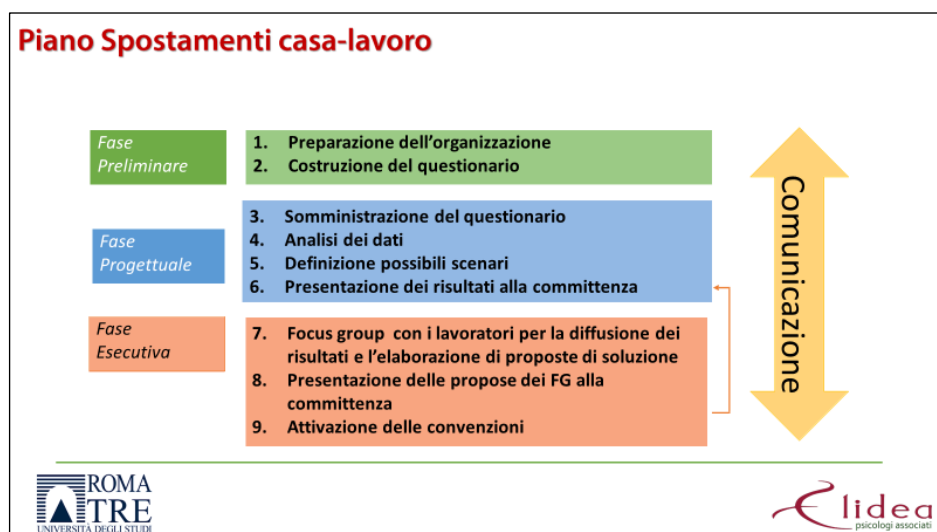 Piano Spostamenti casa-lavoro
Fase
Preliminare
1. Preparazione dell'organizzazione
2. Costruzione del questionario
Fase
Progettuale
3. Somministrazione del questionario
4. Analisi dei dati
5. Definizione possibili scenari
6. Presentazione dei risultati alla committenza
Fase
Esecutiva
7. Focus group con i lavoratori per la diffusione dei
risultati e l'elaborazione di proposte di soluzione
8. Presentazione delle propose dei FG alla
committenza
9. Attivazione delle convenzioni
Comunicazione
ROMA
TRE
UNIVERSITÀ DEGLI STUDI
Elidea
psicologi associati